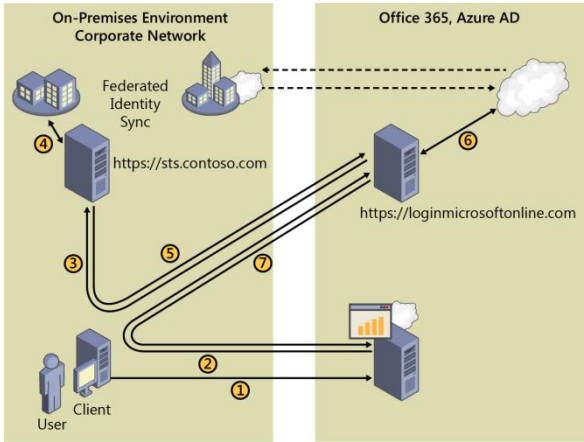 On-Premises Environment
Corporate Network
Office 365, Azure AD
Federated
Identity
Sync
4
https://sts.contoso.com
6
https://loginmicrosoftonline.com
3
5
7
2
1
User
Client